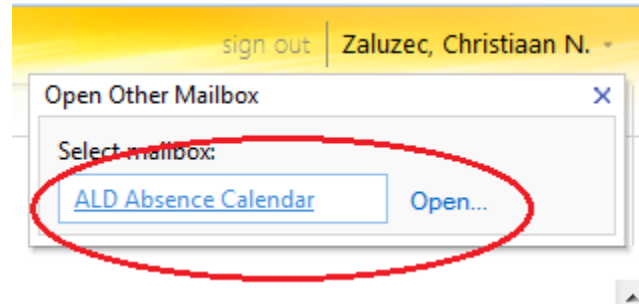 sign out Zaluzec, Christiaan N.
Open Other Mailbox
Select mailbox:
ALD Absence Calendar Open...